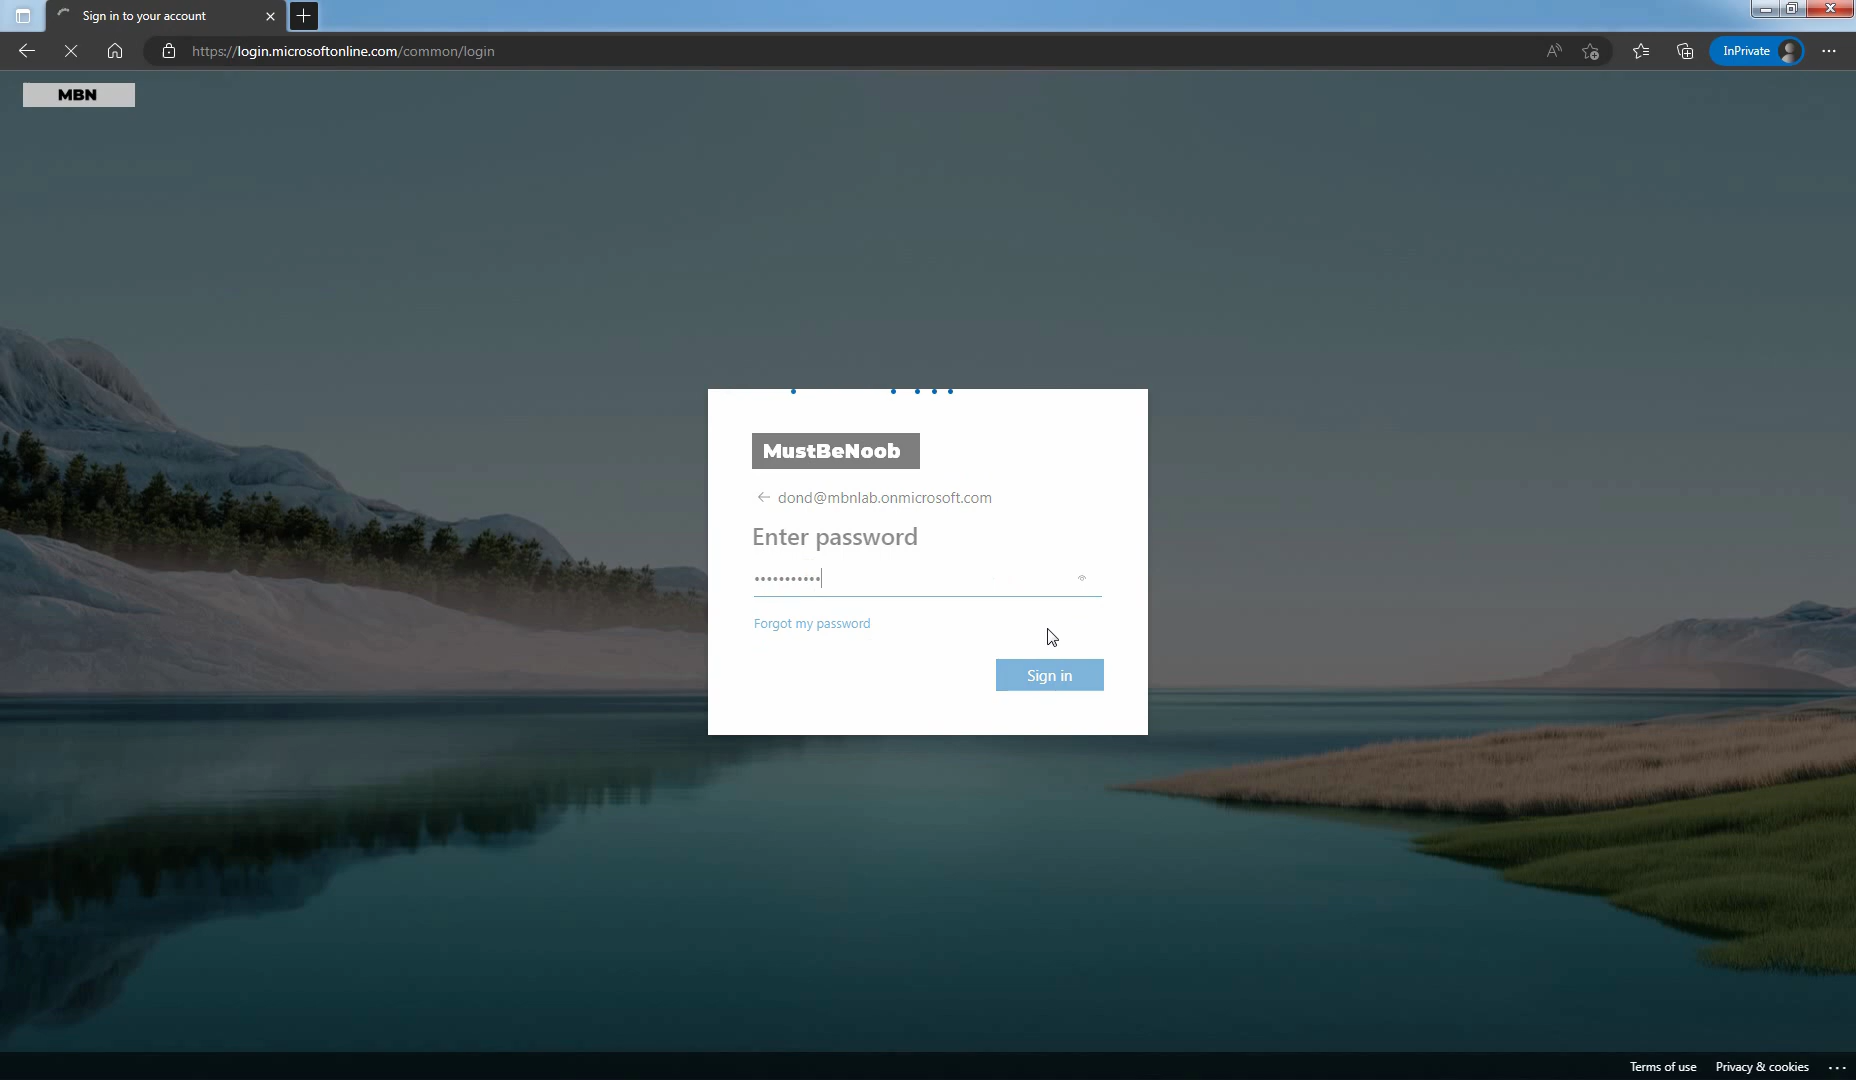 Sign in to your account
https://login.microsoftonline.com/common/login
InPrivate
MBN
MustBeNoob
dond@mbnlab.onmicrosoft.com
Enter password
•••••••••••
Forgot my password
Sign in
Terms of use
Privacy & cookies